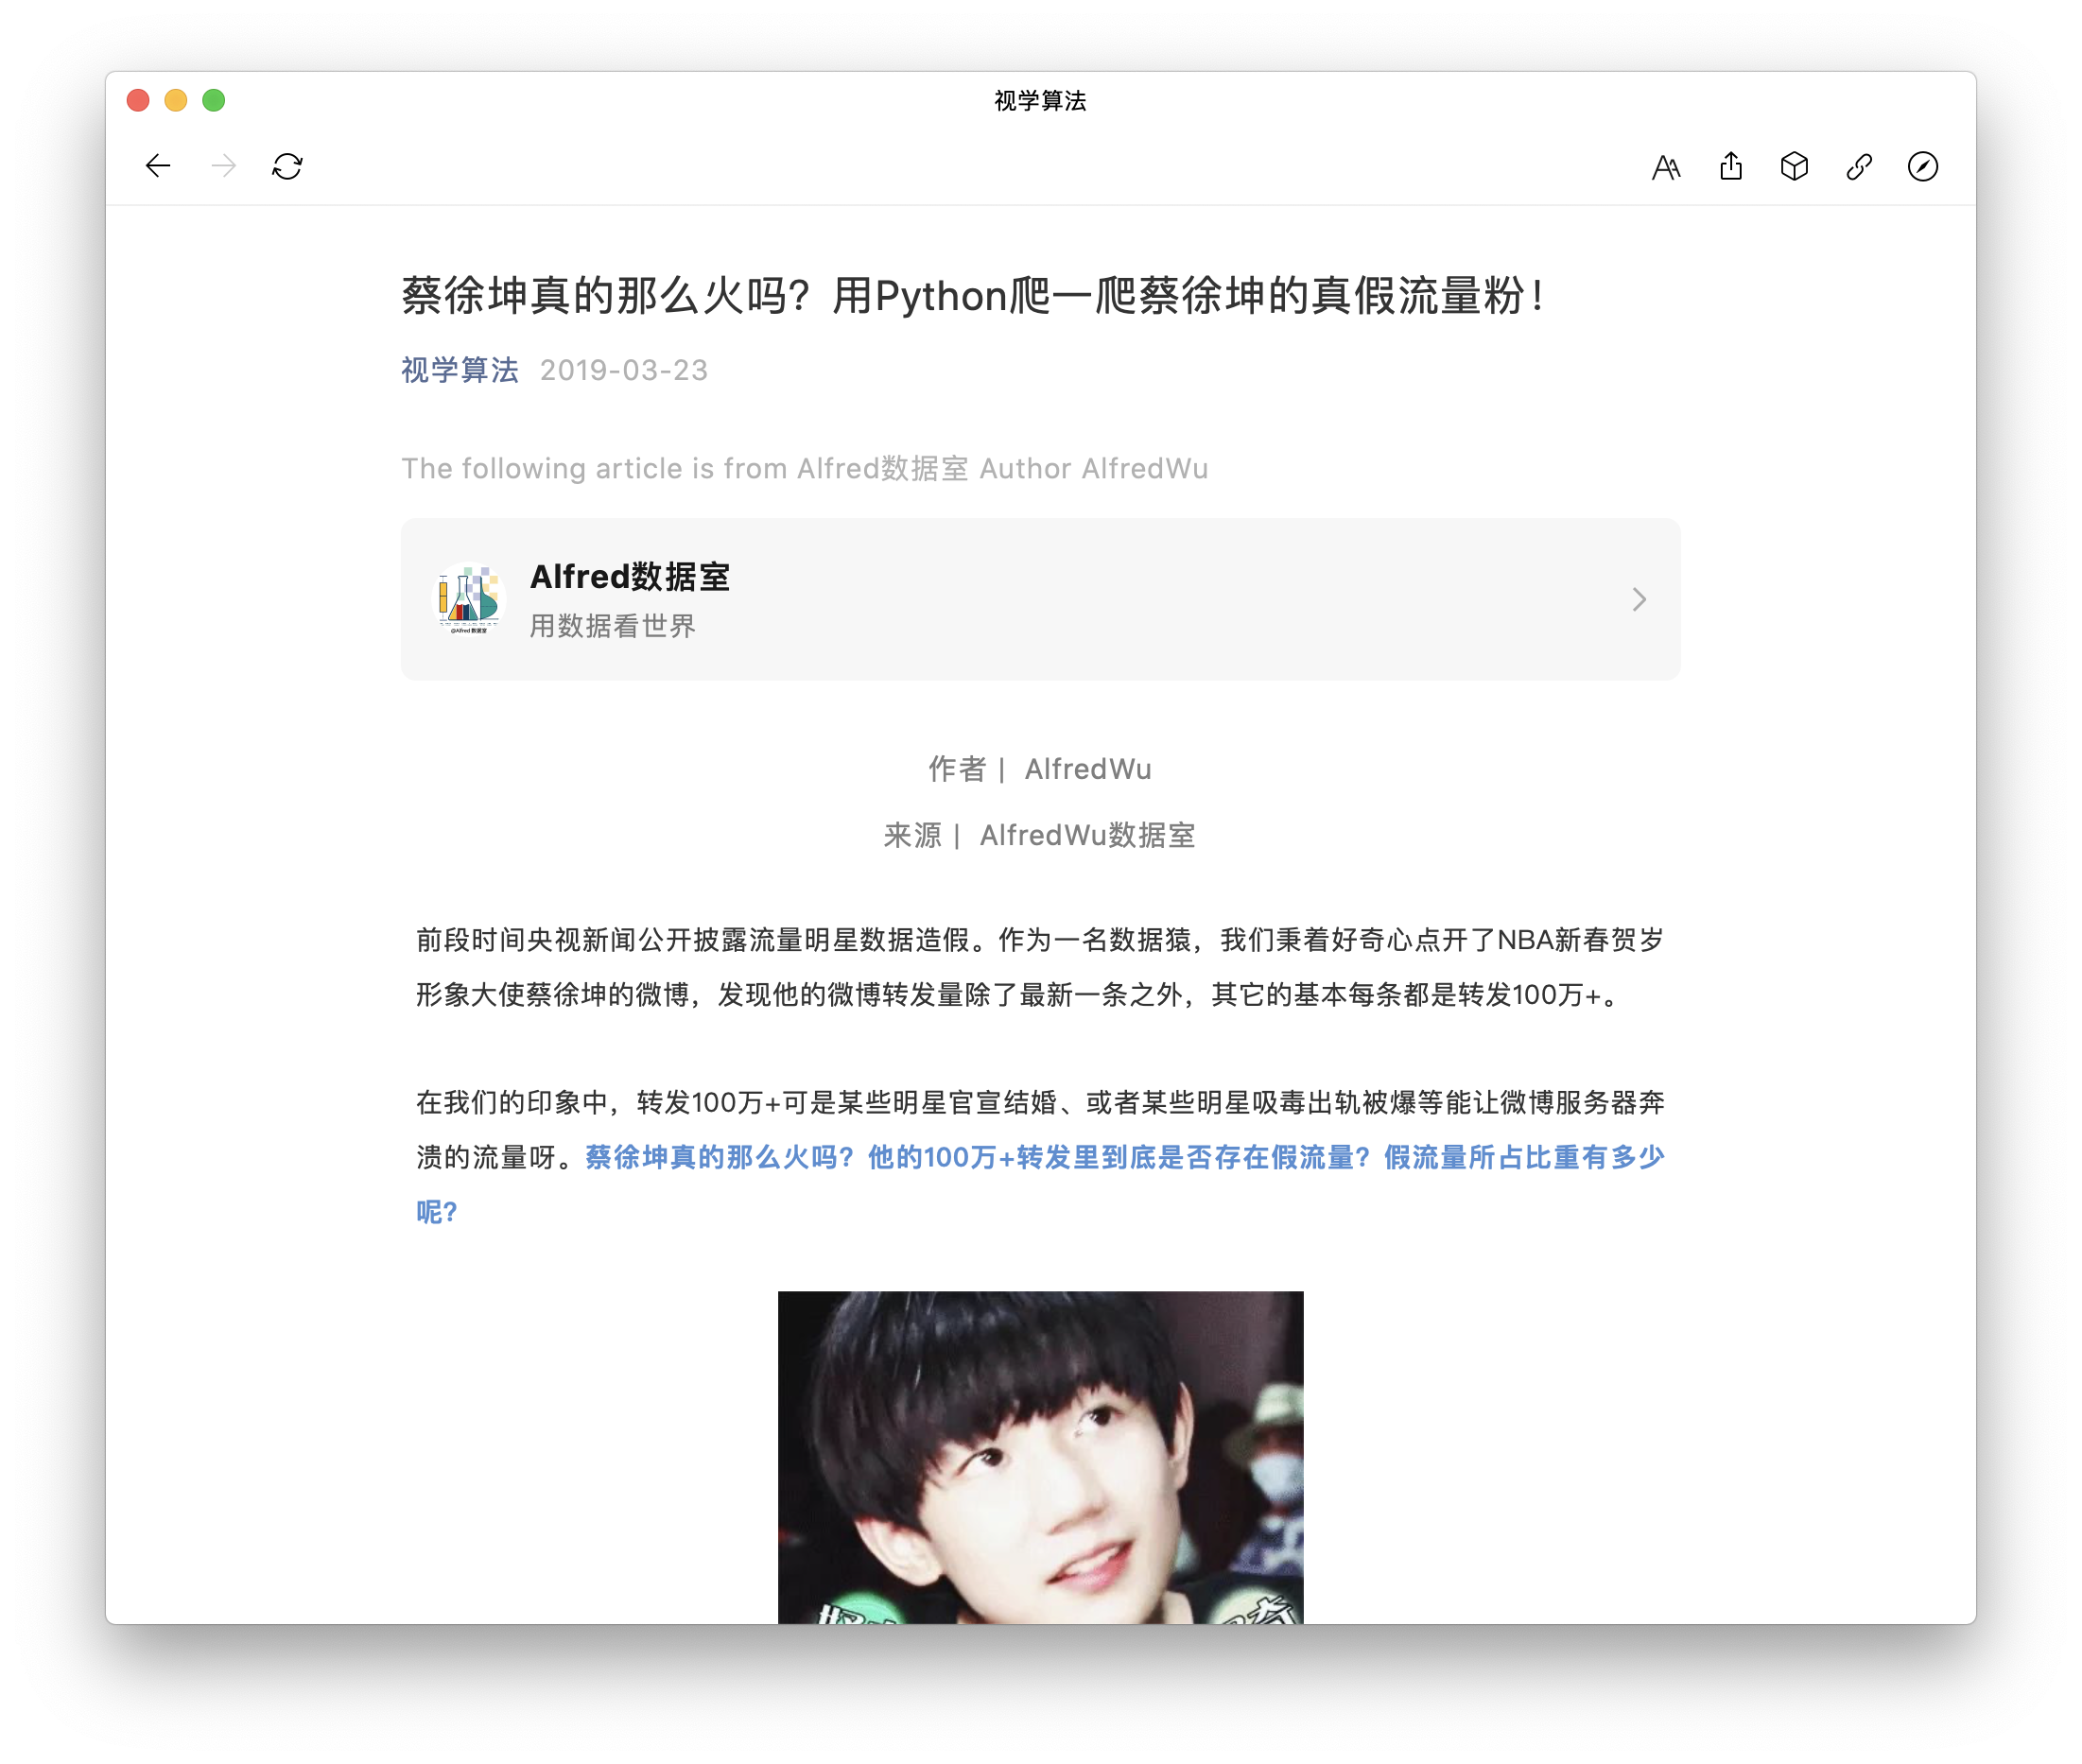 视学算法
蔡徐坤真的那么火吗？用Python爬一爬蔡徐坤的真假流量粉！
视学算法 2019-03-23
The following article is from Alfred数据室 Author AlfredWu
Alfred数据室
用数据看世界
@Alfred 数据室
作者 | AlfredWu
来源 | AlfredWu数据室
前段时间央视新闻公开披露流量明星数据造假。作为一名数据猿，我们秉着好奇心点开了NBA新春贺岁
形象大使蔡徐坤的微博，发现他的微博转发量除了最新一条之外，其它的基本每条都是转发100万+。
在我们的印象中，转发100万+可是某些明星官宣结婚、或者某些明星吸毒出轨被爆等能让微博服务器奔
溃的流量呀。蔡徐坤真的那么火吗？他的100万+转发里到底是否存在假流量？假流量所占比重有多少
呢？